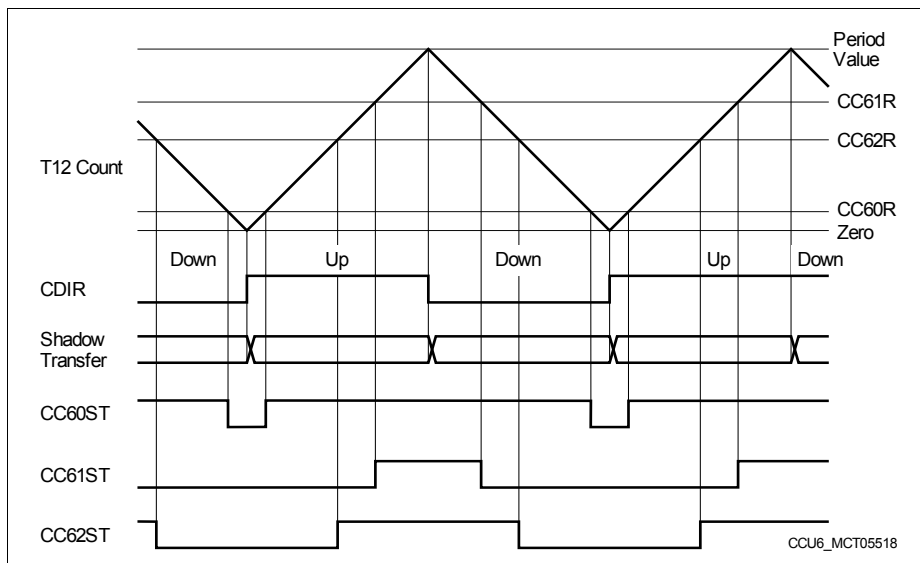 Period
Value
CC61R
CC62R
T12 Count
CC60R
Zero
Down Up Down Up Down
CDIR
Shadow
Transfer
CC60ST
CC61ST
CC62ST
CCU6_MCT05518